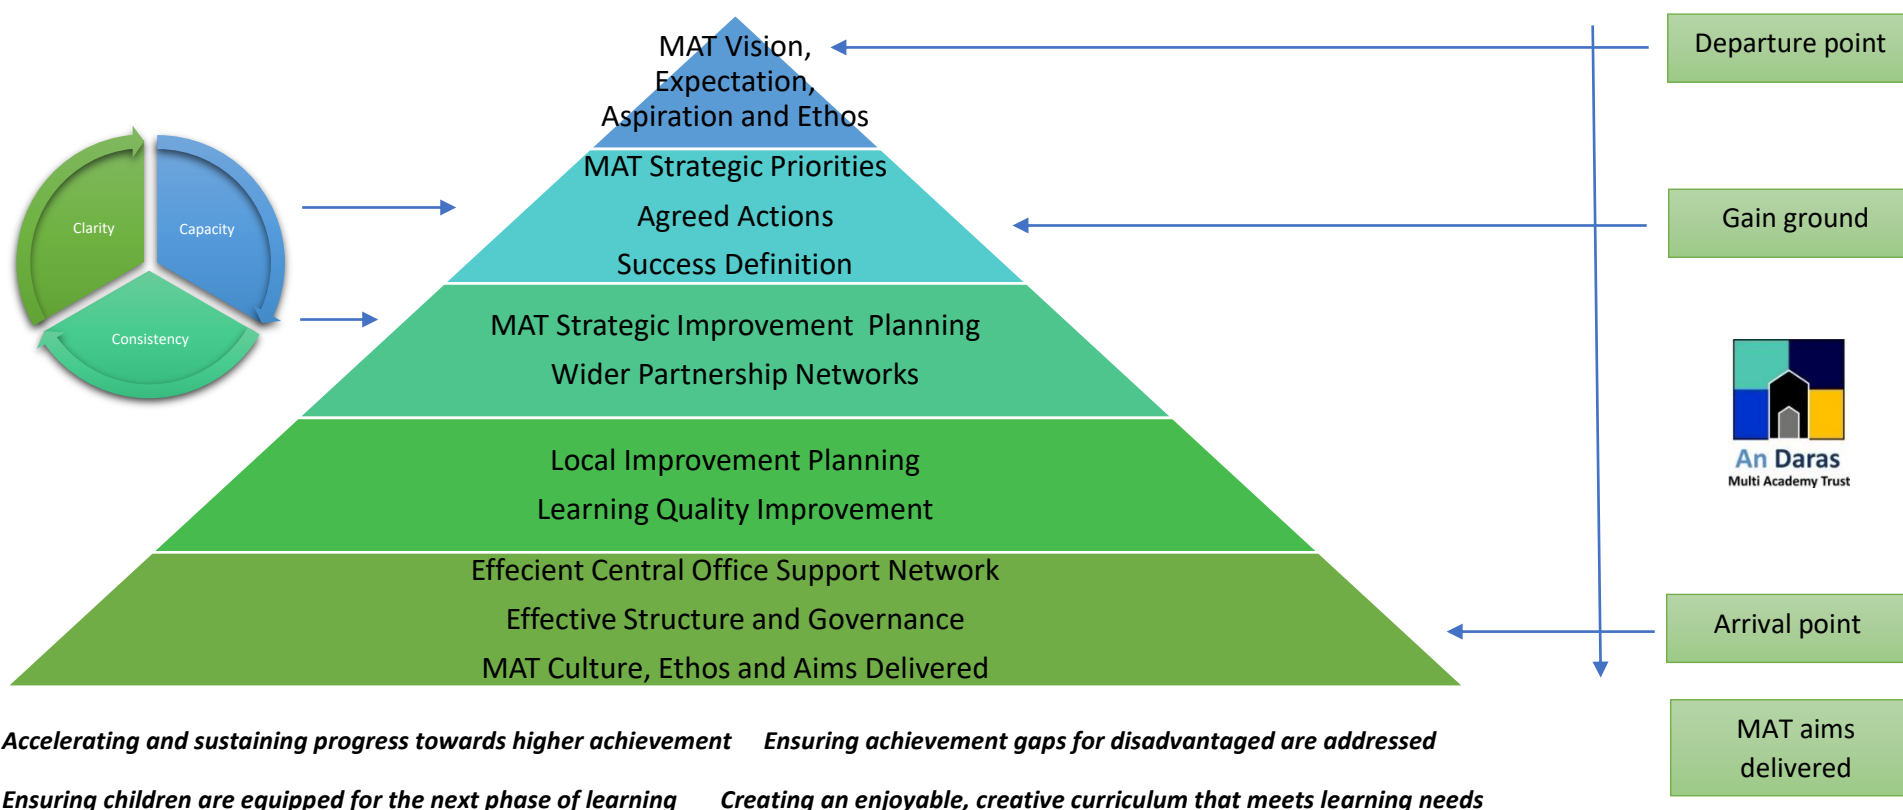 MAT Vision,
Expectation,
Aspiration and Ethos
Departure point
MAT Strategic Priorities
Agreed Actions
Success Definition
Gain ground
Clarity
Capacity
Consistency
MAT Strategic Improvement  Planning
Wider Partnership Networks
An Daras
Multi Academy Trust
Local Improvement Planning
Learning Quality Improvement
Effecient Central Office Support Network
Effective Structure and Governance
MAT Culture, Ethos and Aims Delivered
Arrival point
MAT aims
delivered
Accelerating and sustaining progress towards higher achievement    Ensuring achievement gaps for disadvantaged are addressed
Ensuring children are equipped for the next phase of learning    Creating an enjoyable, creative curriculum that meets learning needs